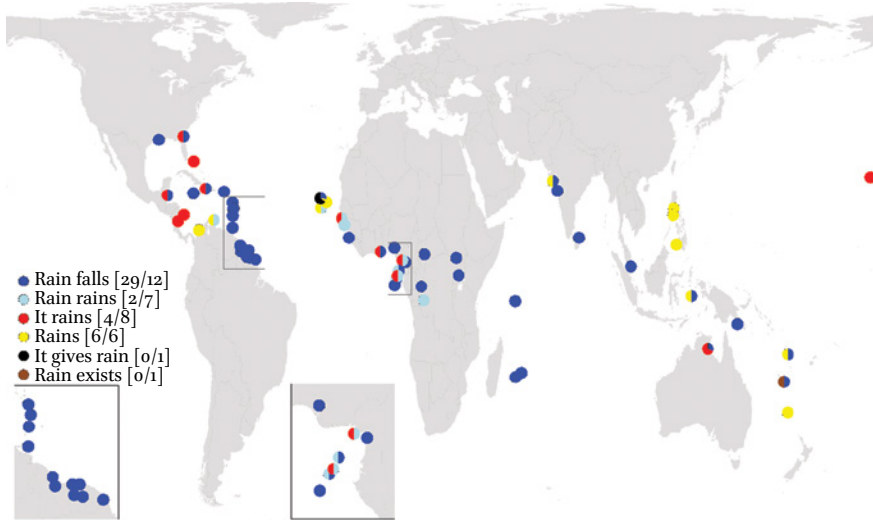 Rain falls [29/12]
Rain rains [2/7]
It rains [4/8]
Rains [6/6]
It gives rain [0/1]
Rain exists [0/1]